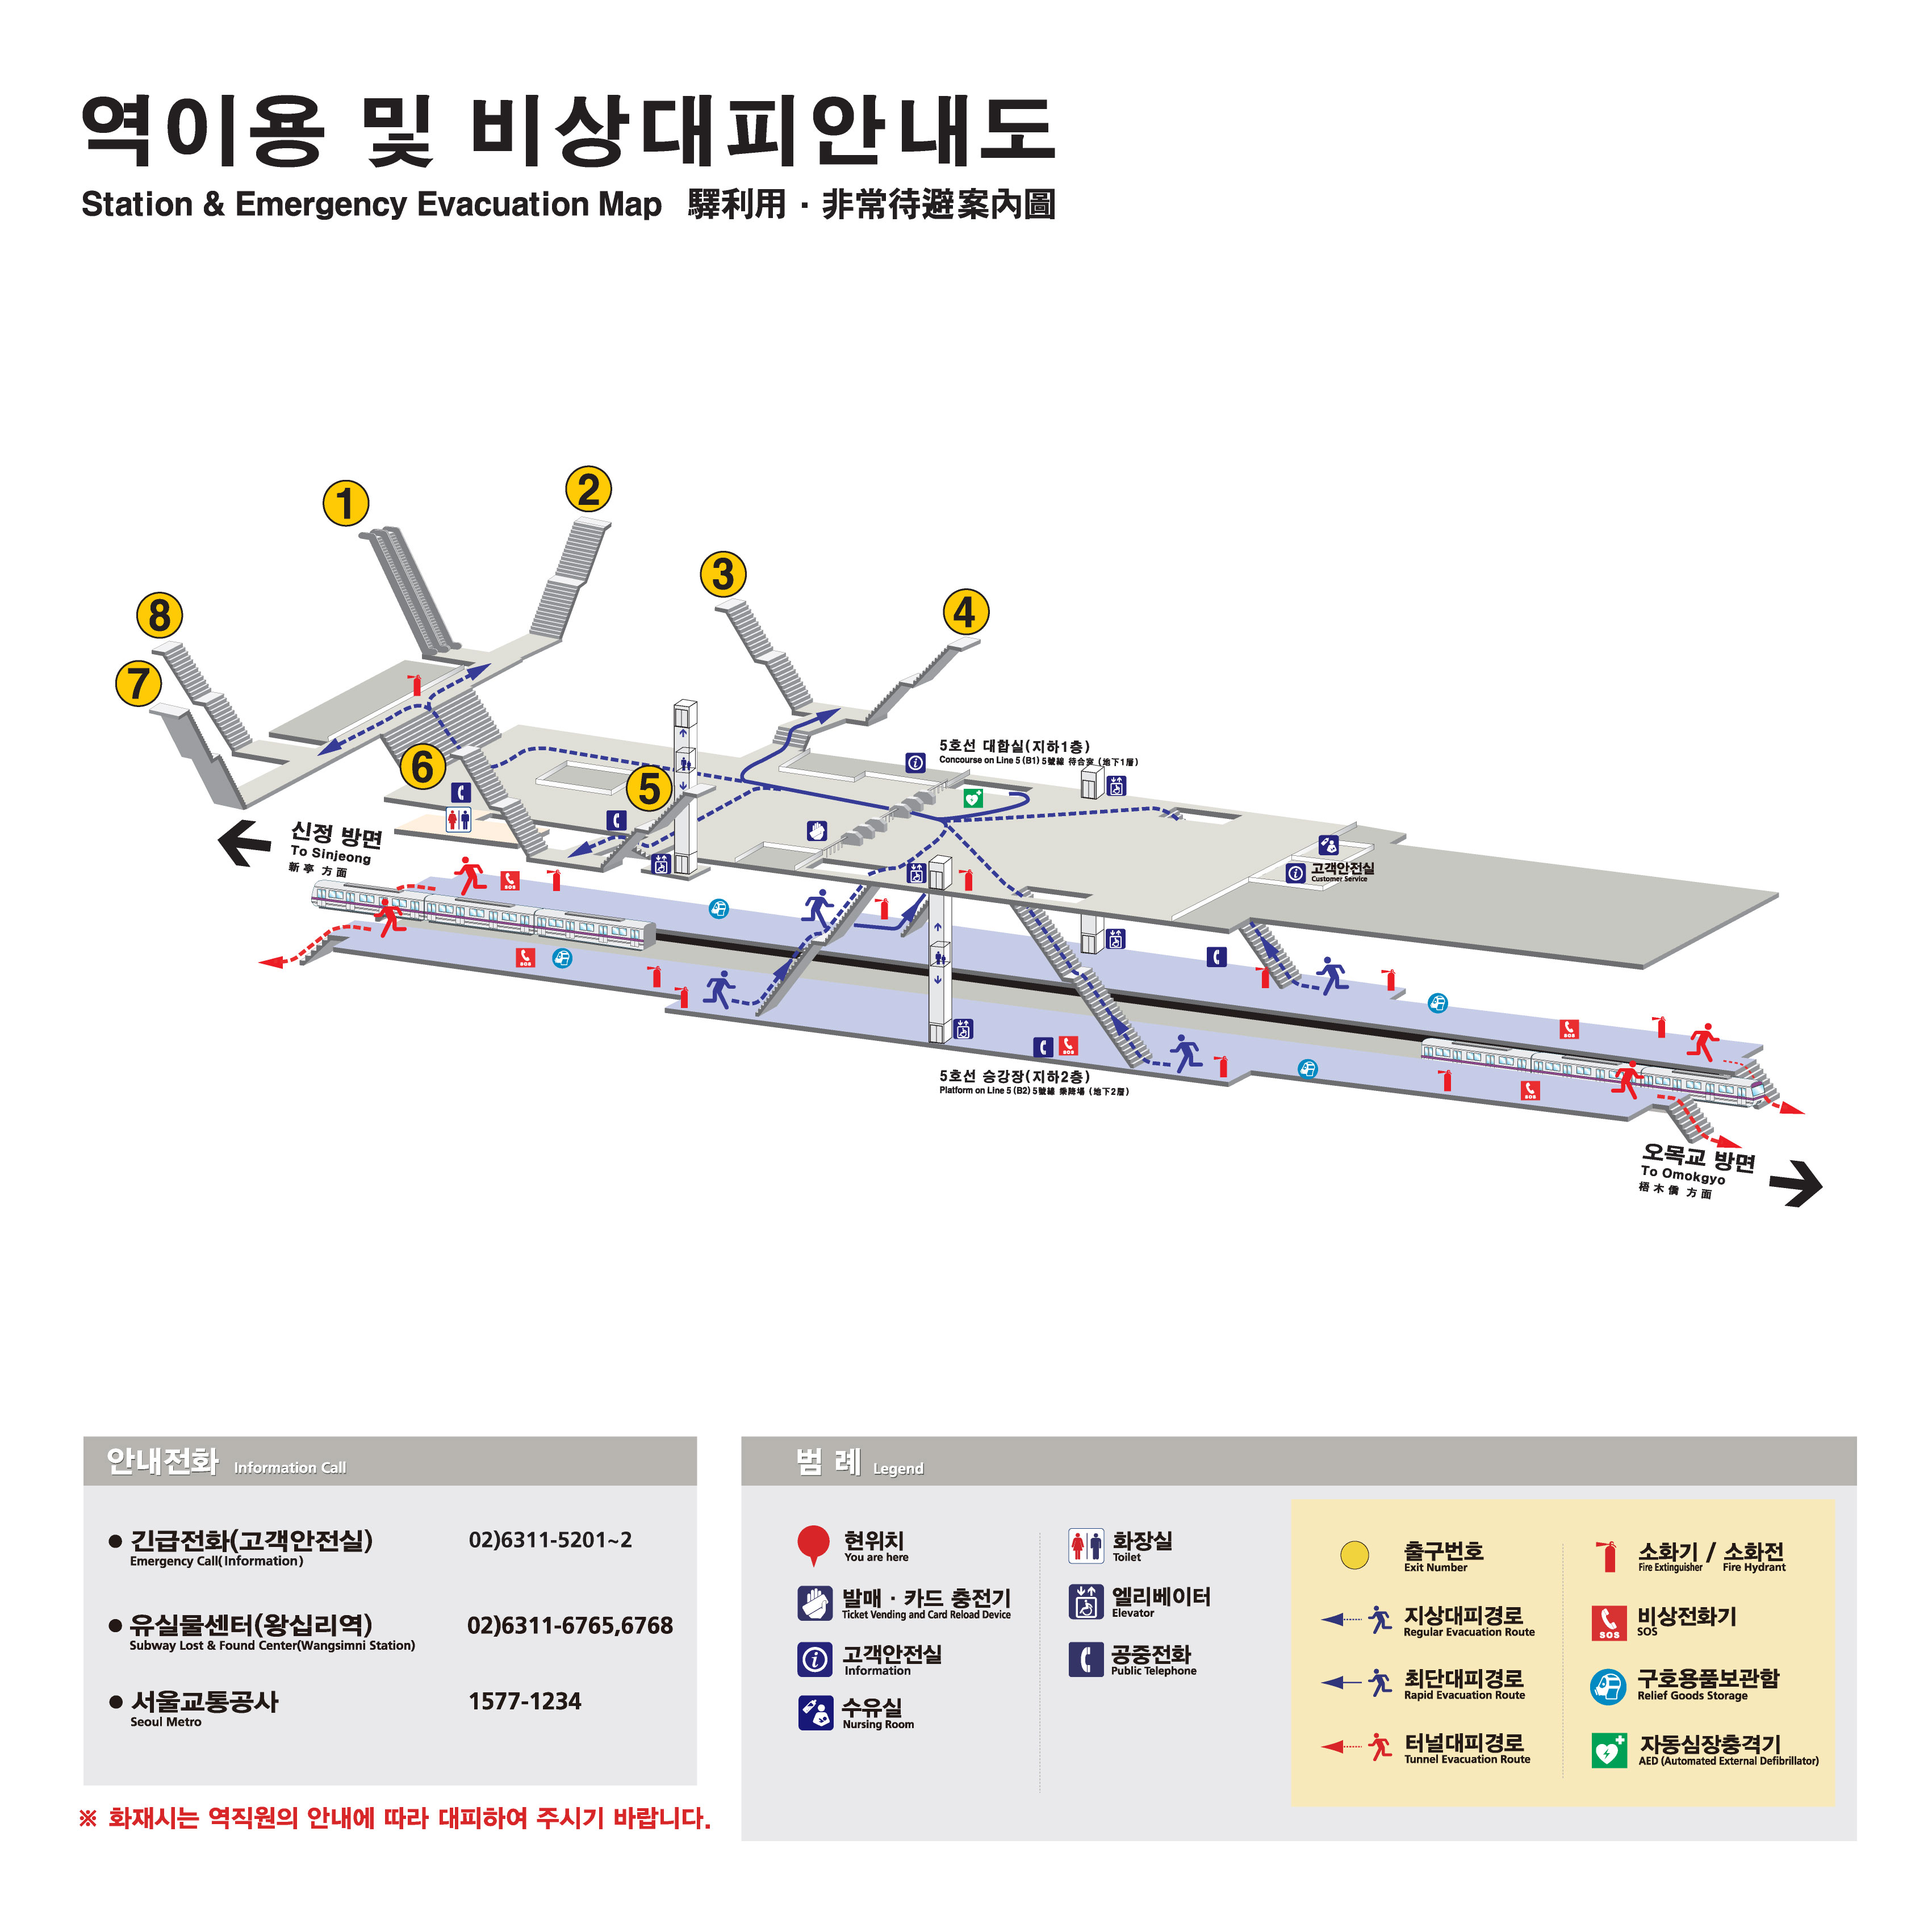 역이용 및 비상대피안내도
Station & Emergency Evacuation Map 驛利用 · 非常待避案內圖
1
2
3
4
8
7
6
5
5호선 대합실(지하1층)
Concourse on Line 5 (B1) 5號線 待合室 (地下1層)
신정 방면
To Sinjeong
新亭 方面
고객안전실
Customer Service
SOS
SOS
SOS
SOS
SOS
5호선 승강장(지하2층)
Platform on Line 5 (B2) 5號線 乘降場 (地下2層)
오목교 방면
To Omokgyo
梧木僑 方面
안내전화 Information Call
긴급전화(고객안전실) 02)6311-5201~2
Emergency Call(Information)
유실물센터(왕십리역) 02)6311-6765,6768
Subway Lost & Found Center(Wangsimni Station)
서울교통공사 1577-1234
Seoul Metro
※ 화재시는 역직원의 안내에 따라 대피하여 주시기 바랍니다.
범 례 Legend
현위치
You are here
발매 · 카드 충전기
Ticket Vending and Card Reload Device
고객안전실
Information
수유실
Nursing Room
화장실
Toilet
엘리베이터
Elevator
공중전화
Public Telephone
출구번호
Exit Number
지상대피경로
Regular Evacuation Route
최단대피경로
Rapid Evacuation Route
터널대피경로
Tunnel Evacuation Route
소화기 / 소화전
Fire Extinguisher Fire Hydrant
SOS
비상전화기
SOS
구호용품보관함
Relief Goods Storage
자동심장충격기
AED (Automated External Defibrillator)